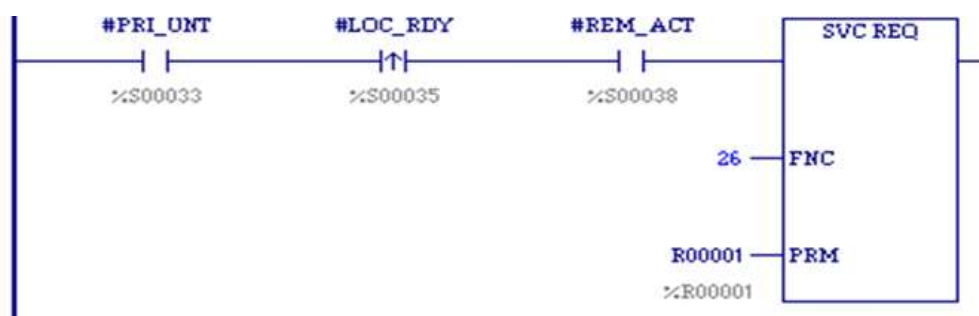 #PRI_UNT #LOC_RDY #REM_ACT SVC REQ
%S00033 %S00035 %S00038
26 FNC
R00001 PRM
%R00001